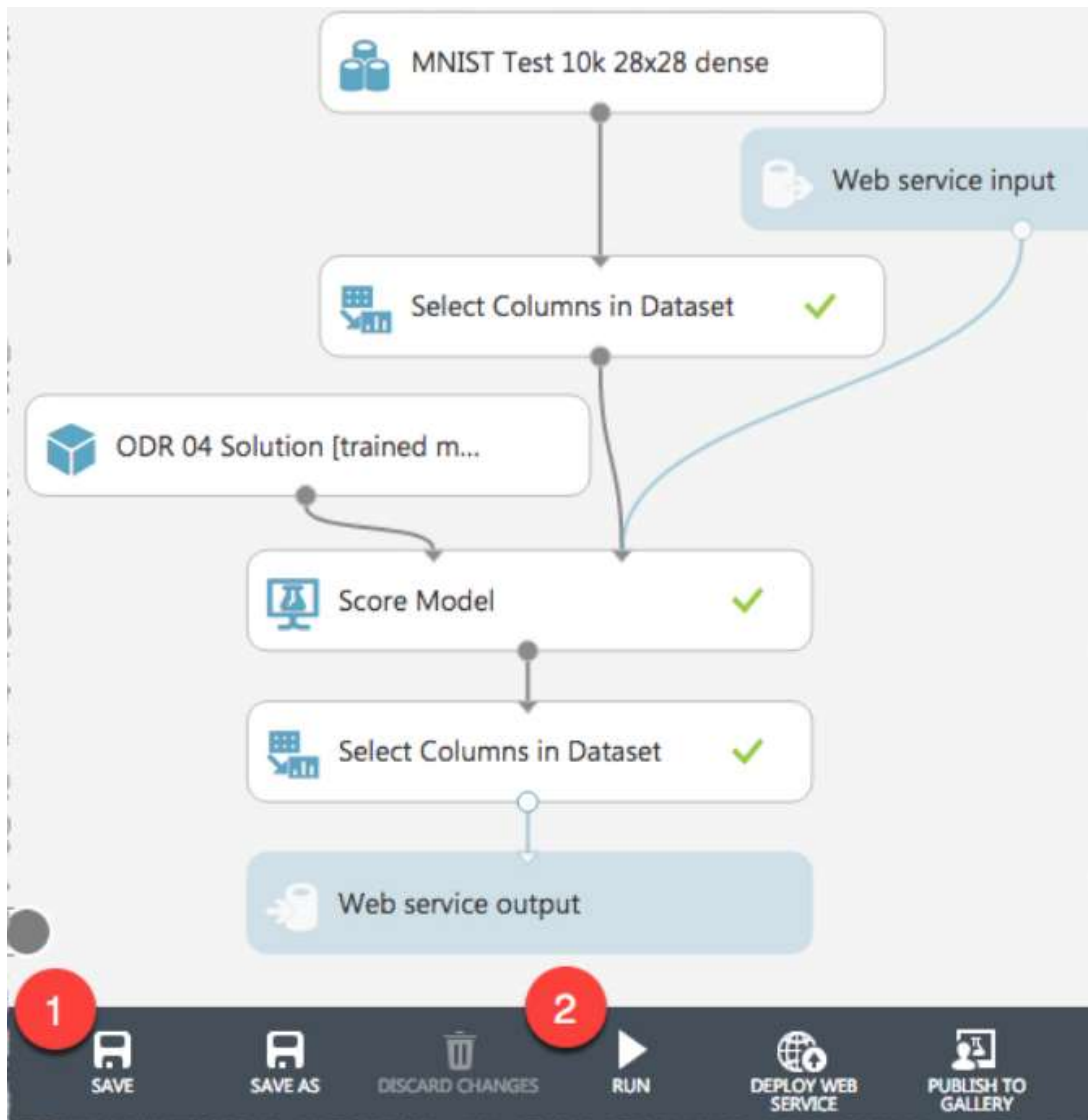 MNIST Test 10k 28x28 dense
Web service input
Select Columns in Dataset
ODR 04 Solution [trained m...
Score Model
Select Columns in Dataset
Web service output
1
2
SAVE
SAVE AS
DISCARD CHANGES
RUN
DEPLOY WEB
SERVICE
PUBLISH TO
GALLERY